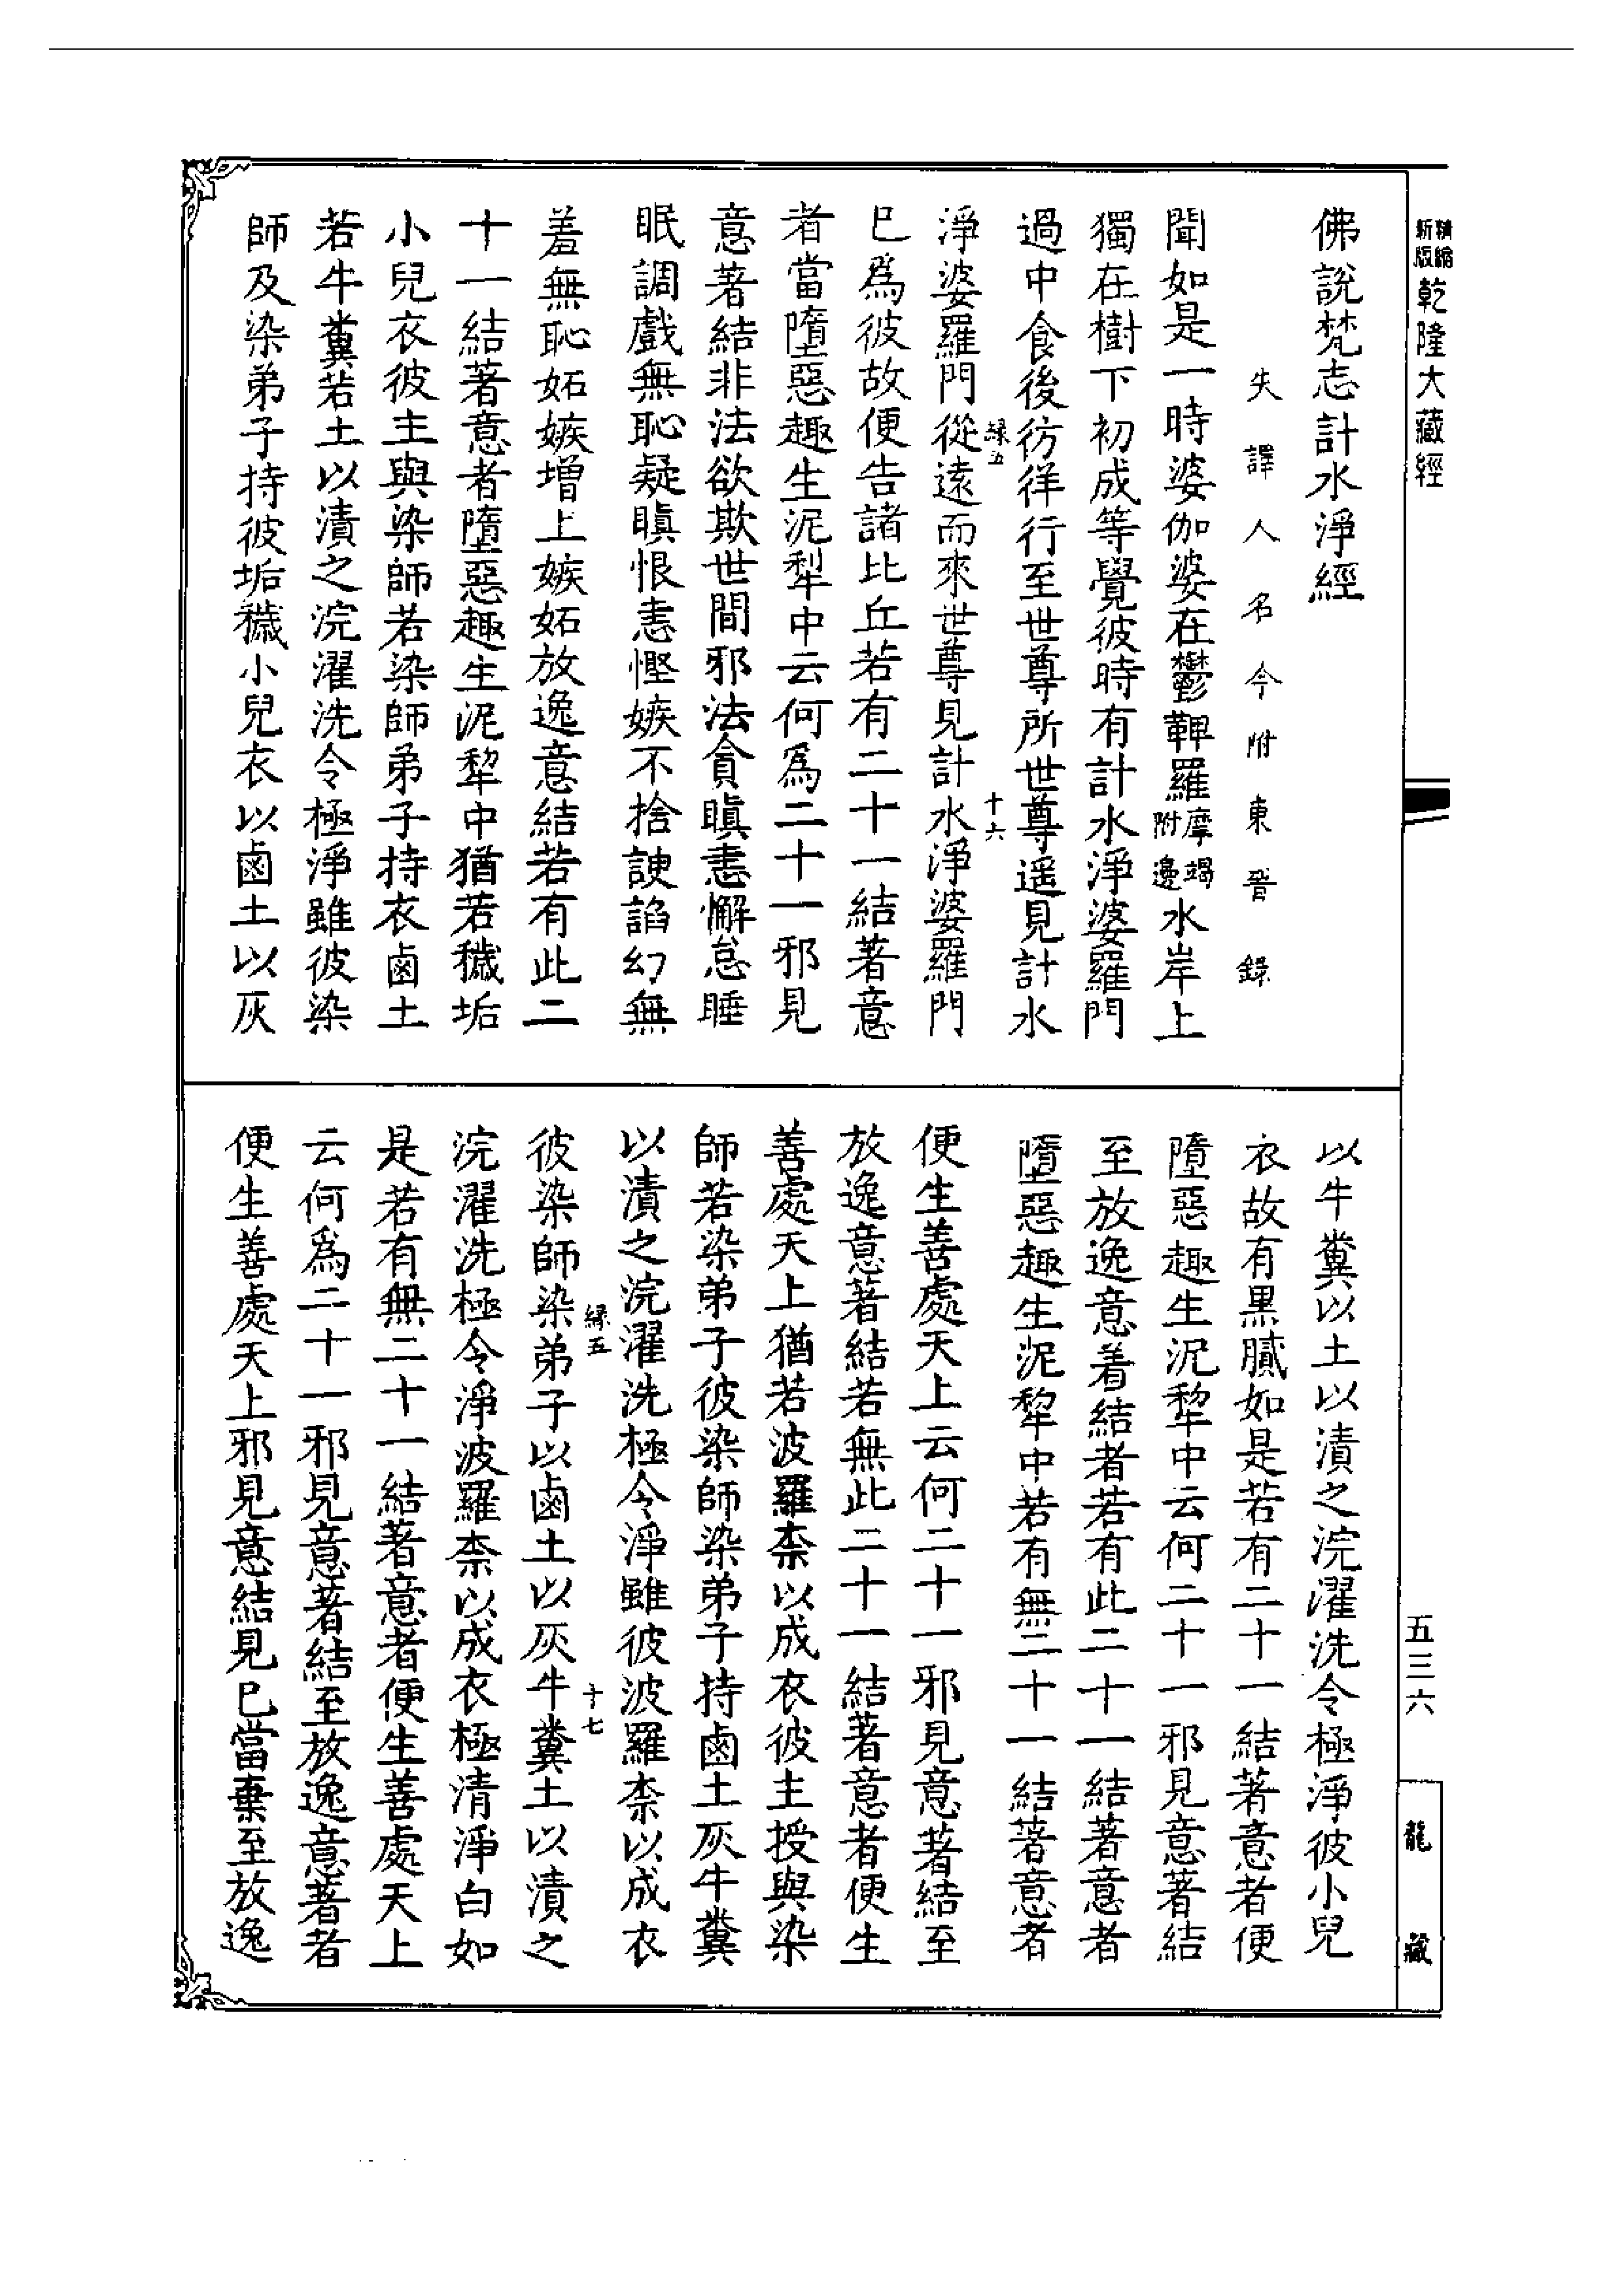 精縮新版乾隆大藏經
佛說梵志計水淨經
失譯人名今附東晉錄
聞如是一時婆伽婆在鬱鞞羅摩竭附邊水岸上
獨在樹下初成等覺彼時有計水淨婆羅門
過中食後彷徉行至世尊所世尊遥見計水
淨婆羅門從遠而來世尊見計水淨婆羅門
緣五
十六
已爲彼故便告諸比丘若有二十一結著意
者當墮惡趣生泥犁中云何爲二十一邪見
意著結非法欲欺世間邪法貪瞋恚懈怠睡
眠調戲無恥疑瞋恨恚慳嫉不捨諛諂幻無
羞無恥妬嫉增上嫉妬放逸意結若有此二
十一結著意者墮惡趣生泥犁中猶若穢垢
小兒衣彼主與染師若染師弟子持衣鹵土
若牛糞若土以漬之浣濯洗令極淨雖彼染
師及染弟子持彼垢穢小兒衣以鹵土以灰
以牛糞以土以漬之浣濯洗令極淨彼小兒
衣故有黑膩如是若有二十一結著意者便
墮惡趣生泥犁中云何二十一邪見意著結
至放逸意着結者若有此二十一結著意者
墮惡趣生泥犁中若有無二十一結著意者
便生善處天上云何二十一邪見意著結至
放逸意著結若無此二十一結著意者便生
善處天上猶若波羅柰以成衣彼主授與染
師若染弟子彼染師染弟子持鹵土灰牛糞
以漬之浣濯洗極令淨雖彼波羅柰以成衣
緣五
十七
彼染師染弟子以鹵土以灰牛糞土以漬之
浣濯洗極令淨波羅柰以成衣極清淨白如
是若有無二十一結著意者便生善處天上
云何爲二十一邪見意著結至放逸意著者
便生善處天上邪見意結見已當棄至放逸
五三六
龍藏